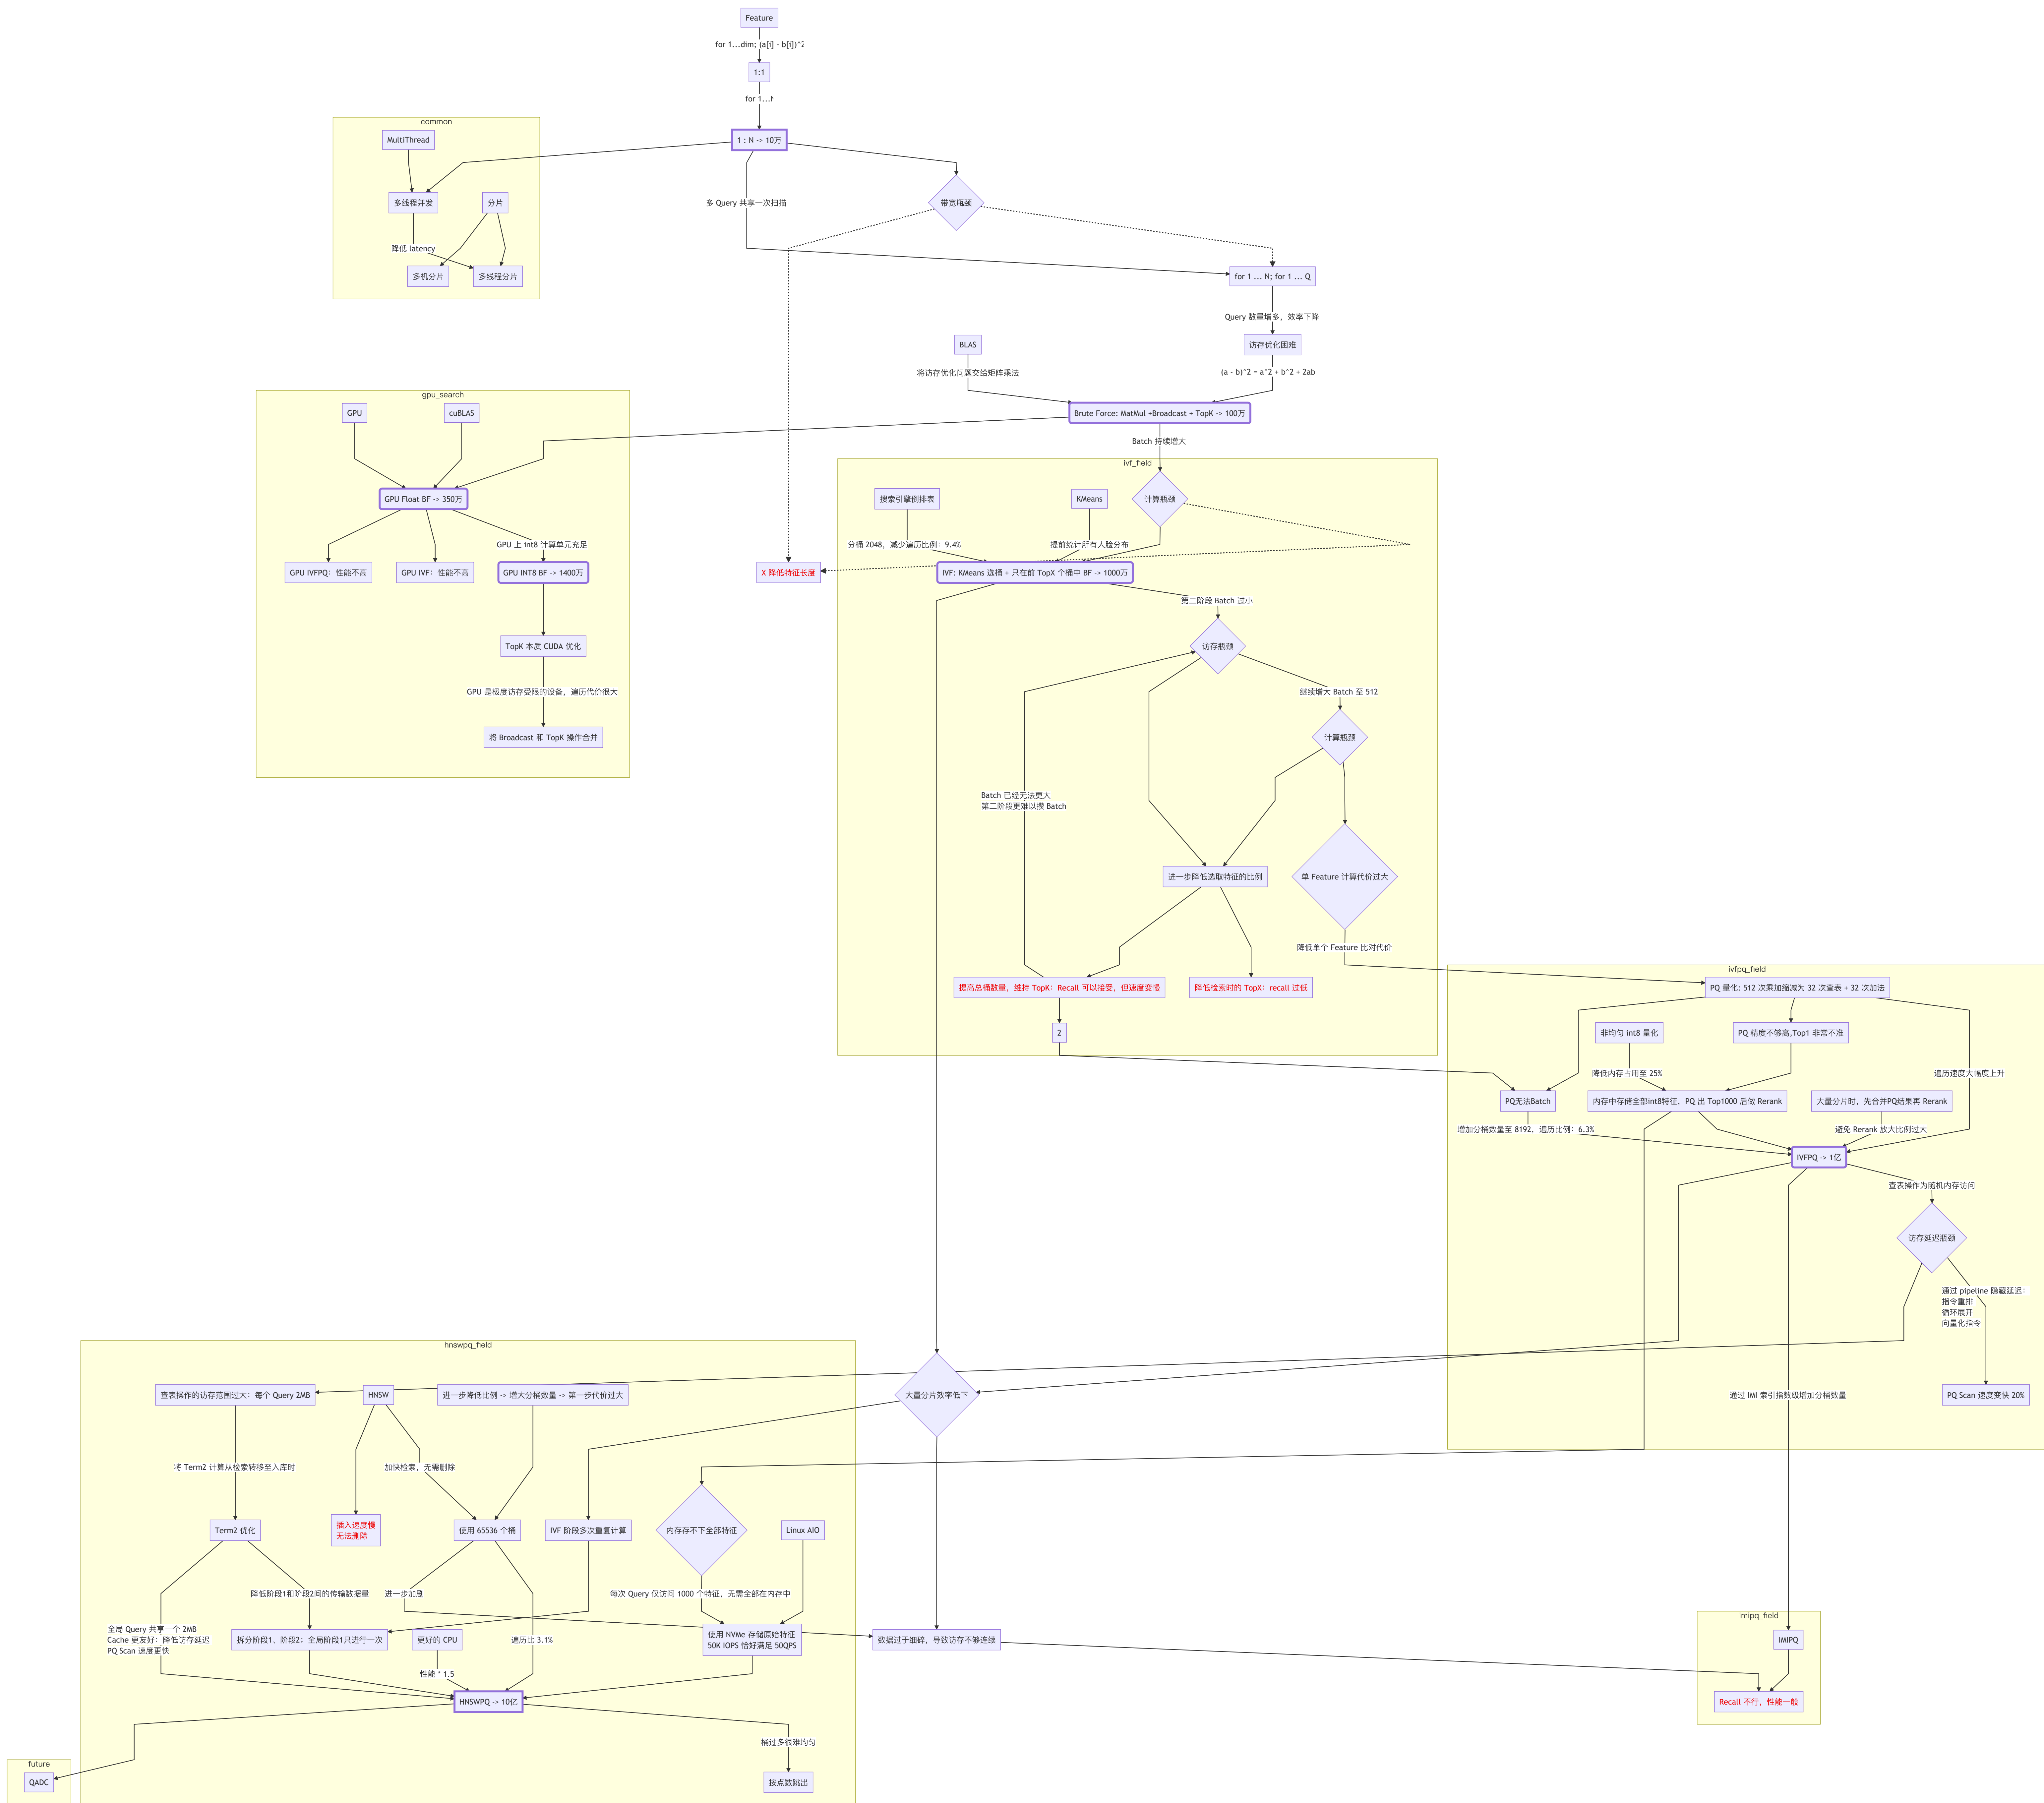 Feature
for 1...dim; (a[i] - b[i])^2
1:1
for 1...N
common
MultiThread
1 : N -> 10万
多线程并发
分片
多 Query 共享一次扫描
带宽瓶颈
降低 latency
多机分片
多线程分片
for 1 ... N; for 1 ... Q
Query 数量增多，效率下降
BLAS
访存优化困难
将访存优化问题交给矩阵乘法
(a - b)^2 = a^2 + b^2 + 2ab
gpu_search
GPU
cuBLAS
Brute Force: MatMul +Broadcast + TopK -> 100万
Batch 持续增大
ivf_field
GPU Float BF -> 350万
搜索引擎倒排表
KMeans
计算瓶颈
GPU 上 int8 计算单元充足
分桶 2048，减少遍历比例：9.4%
提前统计所有人脸分布
GPU IVFPQ：性能不高
GPU IVF：性能不高
GPU INT8 BF -> 1400万
X 降低特征长度
IVF: KMeans 选桶 + 只在前 TopX 个桶中 BF -> 1000万
第二阶段 Batch 过小
TopK 本质 CUDA 优化
访存瓶颈
GPU 是极度访存受限的设备，遍历代价很大
继续增大 Batch 至 512
将 Broadcast 和 TopK 操作合并
计算瓶颈
Batch 已经无法更大
第二阶段更难以攒 Batch
进一步降低选取特征的比例
单 Feature 计算代价过大
降低单个 Feature 比对代价
ivfpq_field
提高总桶数量，维持 TopK：Recall 可以接受，但速度变慢
降低检索时的 TopX：recall 过低
PQ 量化: 512 次乘加缩减为 32 次查表 + 32 次加法
2
非均匀 int8 量化
PQ 精度不够高,Top1 非常不准
降低内存占用至 25%
遍历速度大幅度上升
PQ无法Batch
内存中存储全部int8特征，PQ 出 Top1000 后做 Rerank
大量分片时，先合并PQ结果再 Rerank
增加分桶数量至 8192，遍历比例：6.3%
避免 Rerank 放大比例过大
IVFPQ -> 1亿
查表操作为随机内存访问
访存延迟瓶颈
通过 pipeline 隐藏延迟：
指令重排
循环展开
向量化指令
hnswpq_field
查表操作的访存范围过大：每个 Query 2MB
HNSW
进一步降低比例 -> 增大分桶数量 -> 第一步代价过大
大量分片效率低下
通过 IMI 索引指数级增加分桶数量
PQ Scan 速度变快 20%
将 Term2 计算从检索转移至入库时
加快检索，无需删除
Term2 优化
插入速度慢
无法删除
使用 65536 个桶
IVF 阶段多次重复计算
内存存不下全部特征
Linux AIO
降低阶段1和阶段2间的传输数据量
进一步加剧
每次 Query 仅访问 1000 个特征，无需全部在内存中
imipq_field
全局 Query 共享一个 2MB
Cache 更友好：降低访存延迟
PQ Scan 速度更快
拆分阶段1、阶段2；全局阶段1只进行一次
更好的 CPU
遍历比 3.1%
使用 NVMe 存储原始特征
50K IOPS 恰好满足 50QPS
数据过于细碎，导致访存不够连续
IMIPQ
性能 * 1.5
HNSWPQ -> 10亿
Recall 不行，性能一般
桶过多很难均匀
future
QADC
按点数跳出